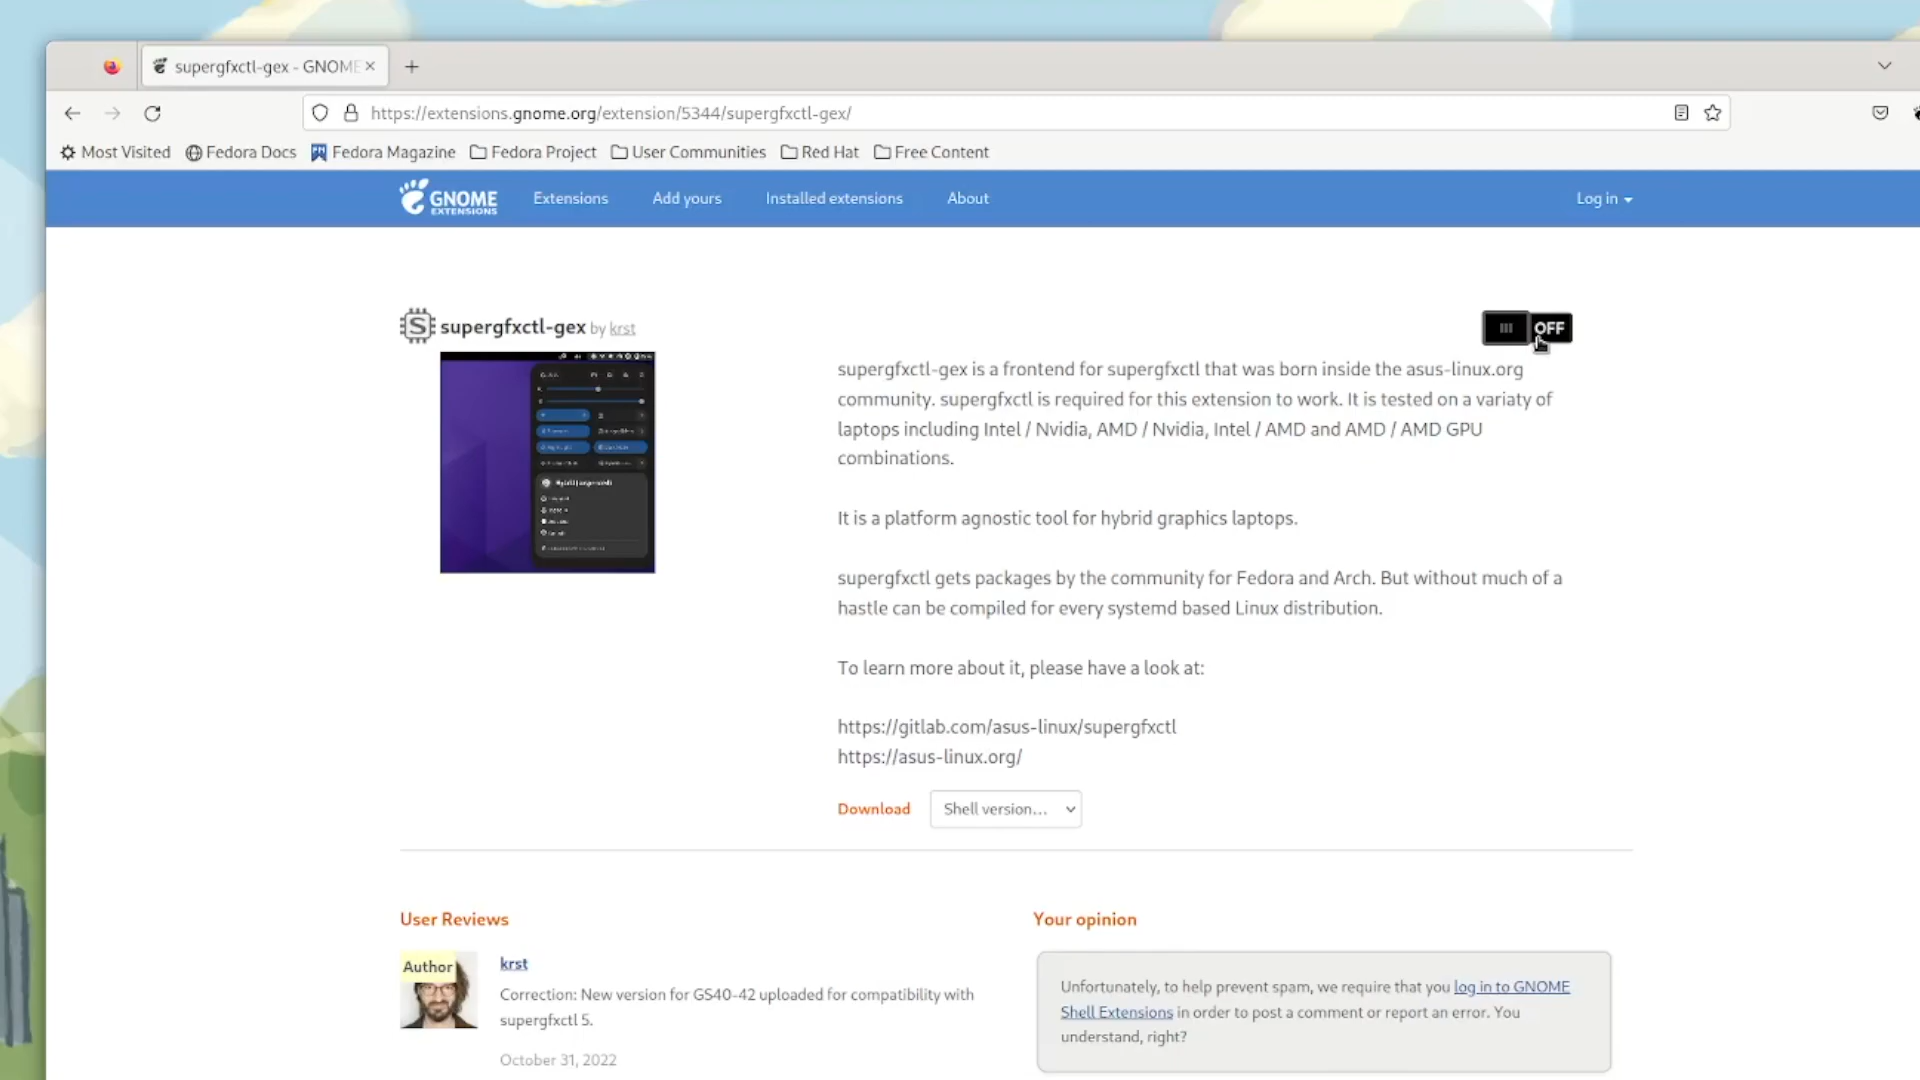 supergfxctl-gex - GNOME
https://extensions.gnome.org/extension/5344/supergfxctl-gex/
Most Visited Fedora Docs Fedora Magazine Fedora Project User Communities Red Hat Free Content
GNOME EXTENSIONS Extensions Add yours Installed extensions About Log in
supergfxctl-gex by krst
OFF
supergfxctl-gex is a frontend for supergfxctl that was born inside the asus-linux.org
community. supergfxctl is required for this extension to work. It is tested on a variaty of
laptops including Intel / Nvidia, AMD / Nvidia, Intel / AMD and AMD / AMD GPU
combinations.
It is a platform agnostic tool for hybrid graphics laptops.
supergfxctl gets packages by the community for Fedora and Arch. But without much of a
hastle can be compiled for every systemd based Linux distribution.
To learn more about it, please have a look at:
https://gitlab.com/asus-linux/supergfxctl
https://asus-linux.org/
Download Shell version...
User Reviews
Author
krst
Correction: New version for GS40-42 uploaded for compatibility with
supergfxctl 5.
October 31, 2022
Your opinion
Unfortunately, to help prevent spam, we require that you log in to GNOME
Shell Extensions in order to post a comment or report an error. You
understand, right?